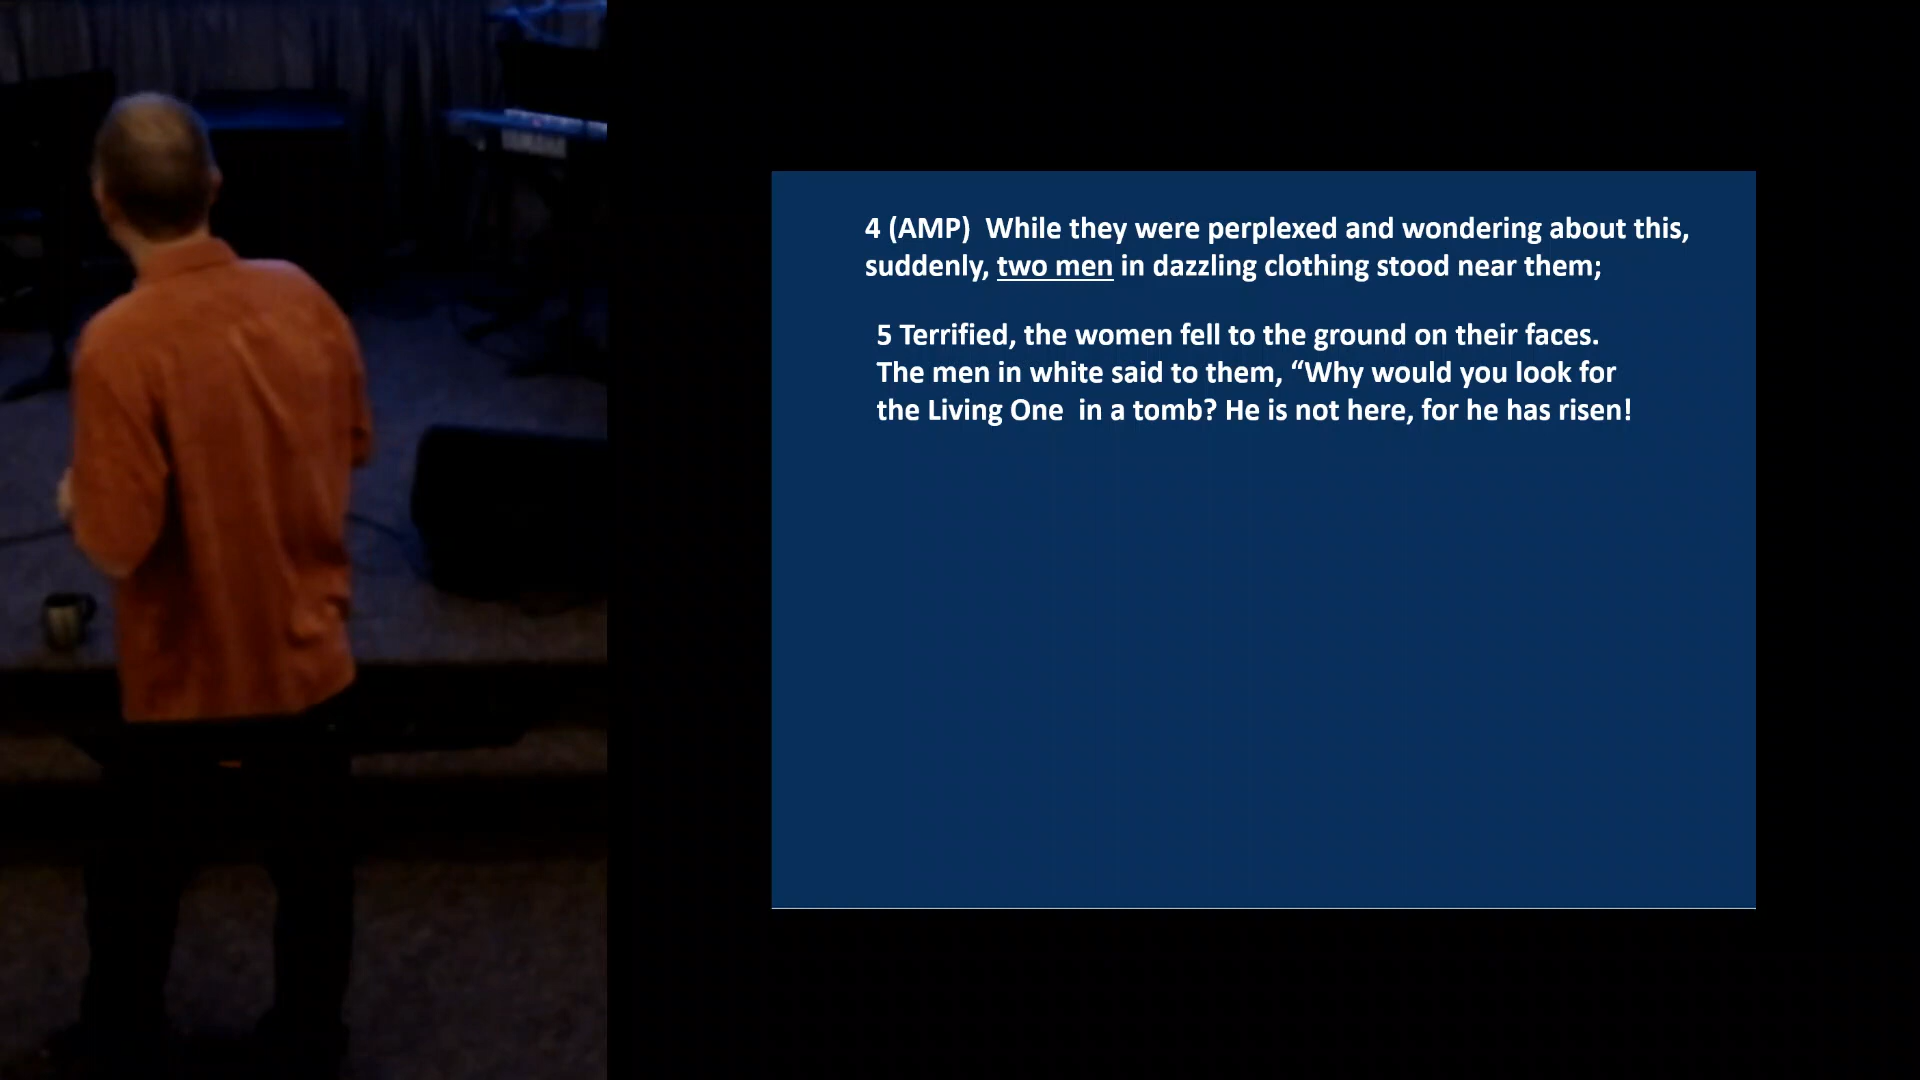 4 (AMP)  While they were perplexed and wondering about this,
suddenly, two men in dazzling clothing stood near them;
5 Terrified, the women fell to the ground on their faces.
The men in white said to them, “Why would you look for
the Living One  in a tomb? He is not here, for he has risen!